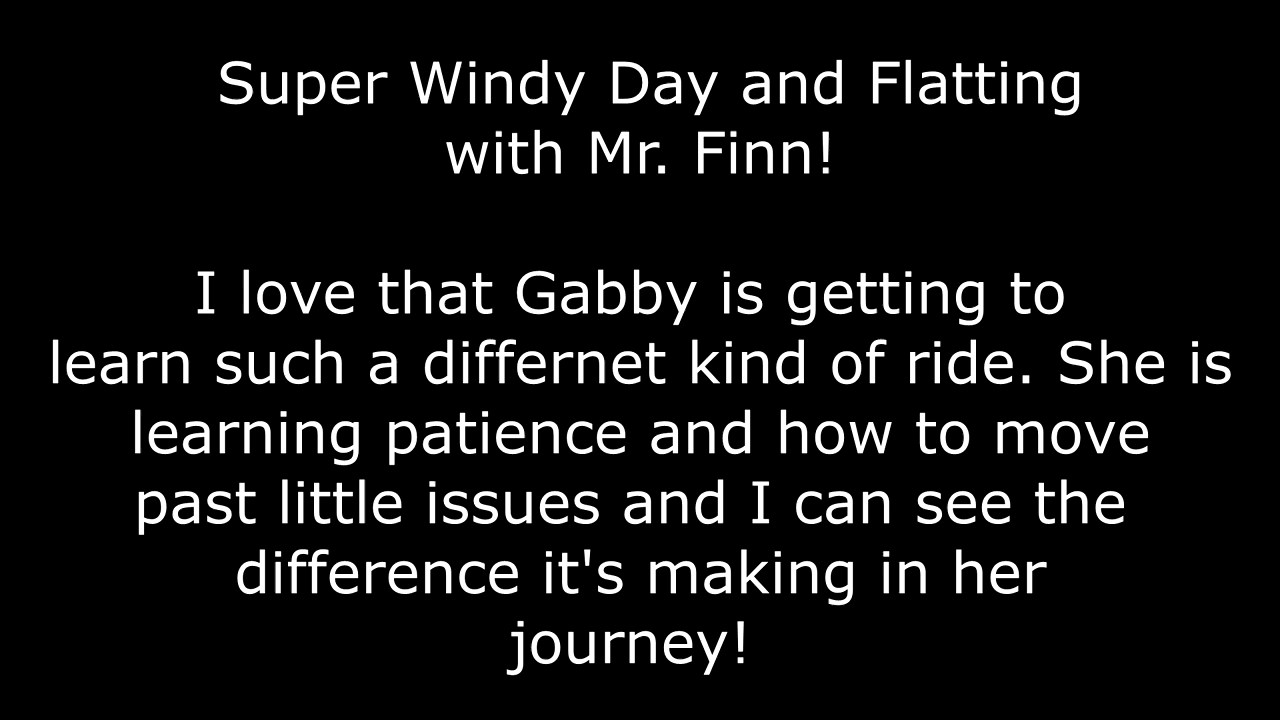 Super Windy Day and Flatting
with Mr. Finn!
I love that Gabby is getting to
learn such a differnet kind of ride. She is
learning patience and how to move
past little issues and I can see the
difference it's making in her
journey!